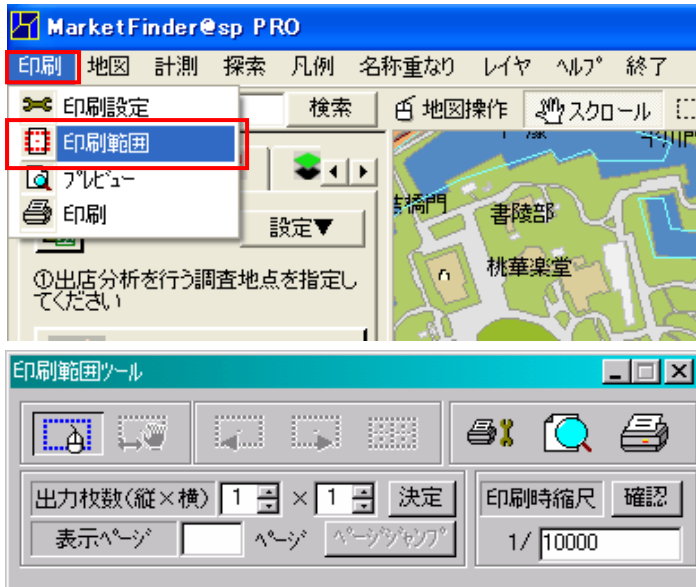 MarketFinder@sp PRO
印刷 地図 計測 探索 凡例 名称重なり レイヤ ﾍﾙﾌﾟ 終了
印刷設定 検索 地図操作 スクロール
印刷範囲
ﾌﾟﾚﾋﾞｭｰ
印刷
設定▼
書陵部
桃華楽堂
①出店分析を行う調査地点を指定し
てください
印刷範囲ツール
出力枚数(縦×横) 1 × 1 決定 印刷時縮尺 確認
表示ﾍﾟｰｼﾞ ﾍﾟｰｼﾞ ﾍﾟｰｼﾞｼﾞｬﾝﾌﾟ 1/ 10000